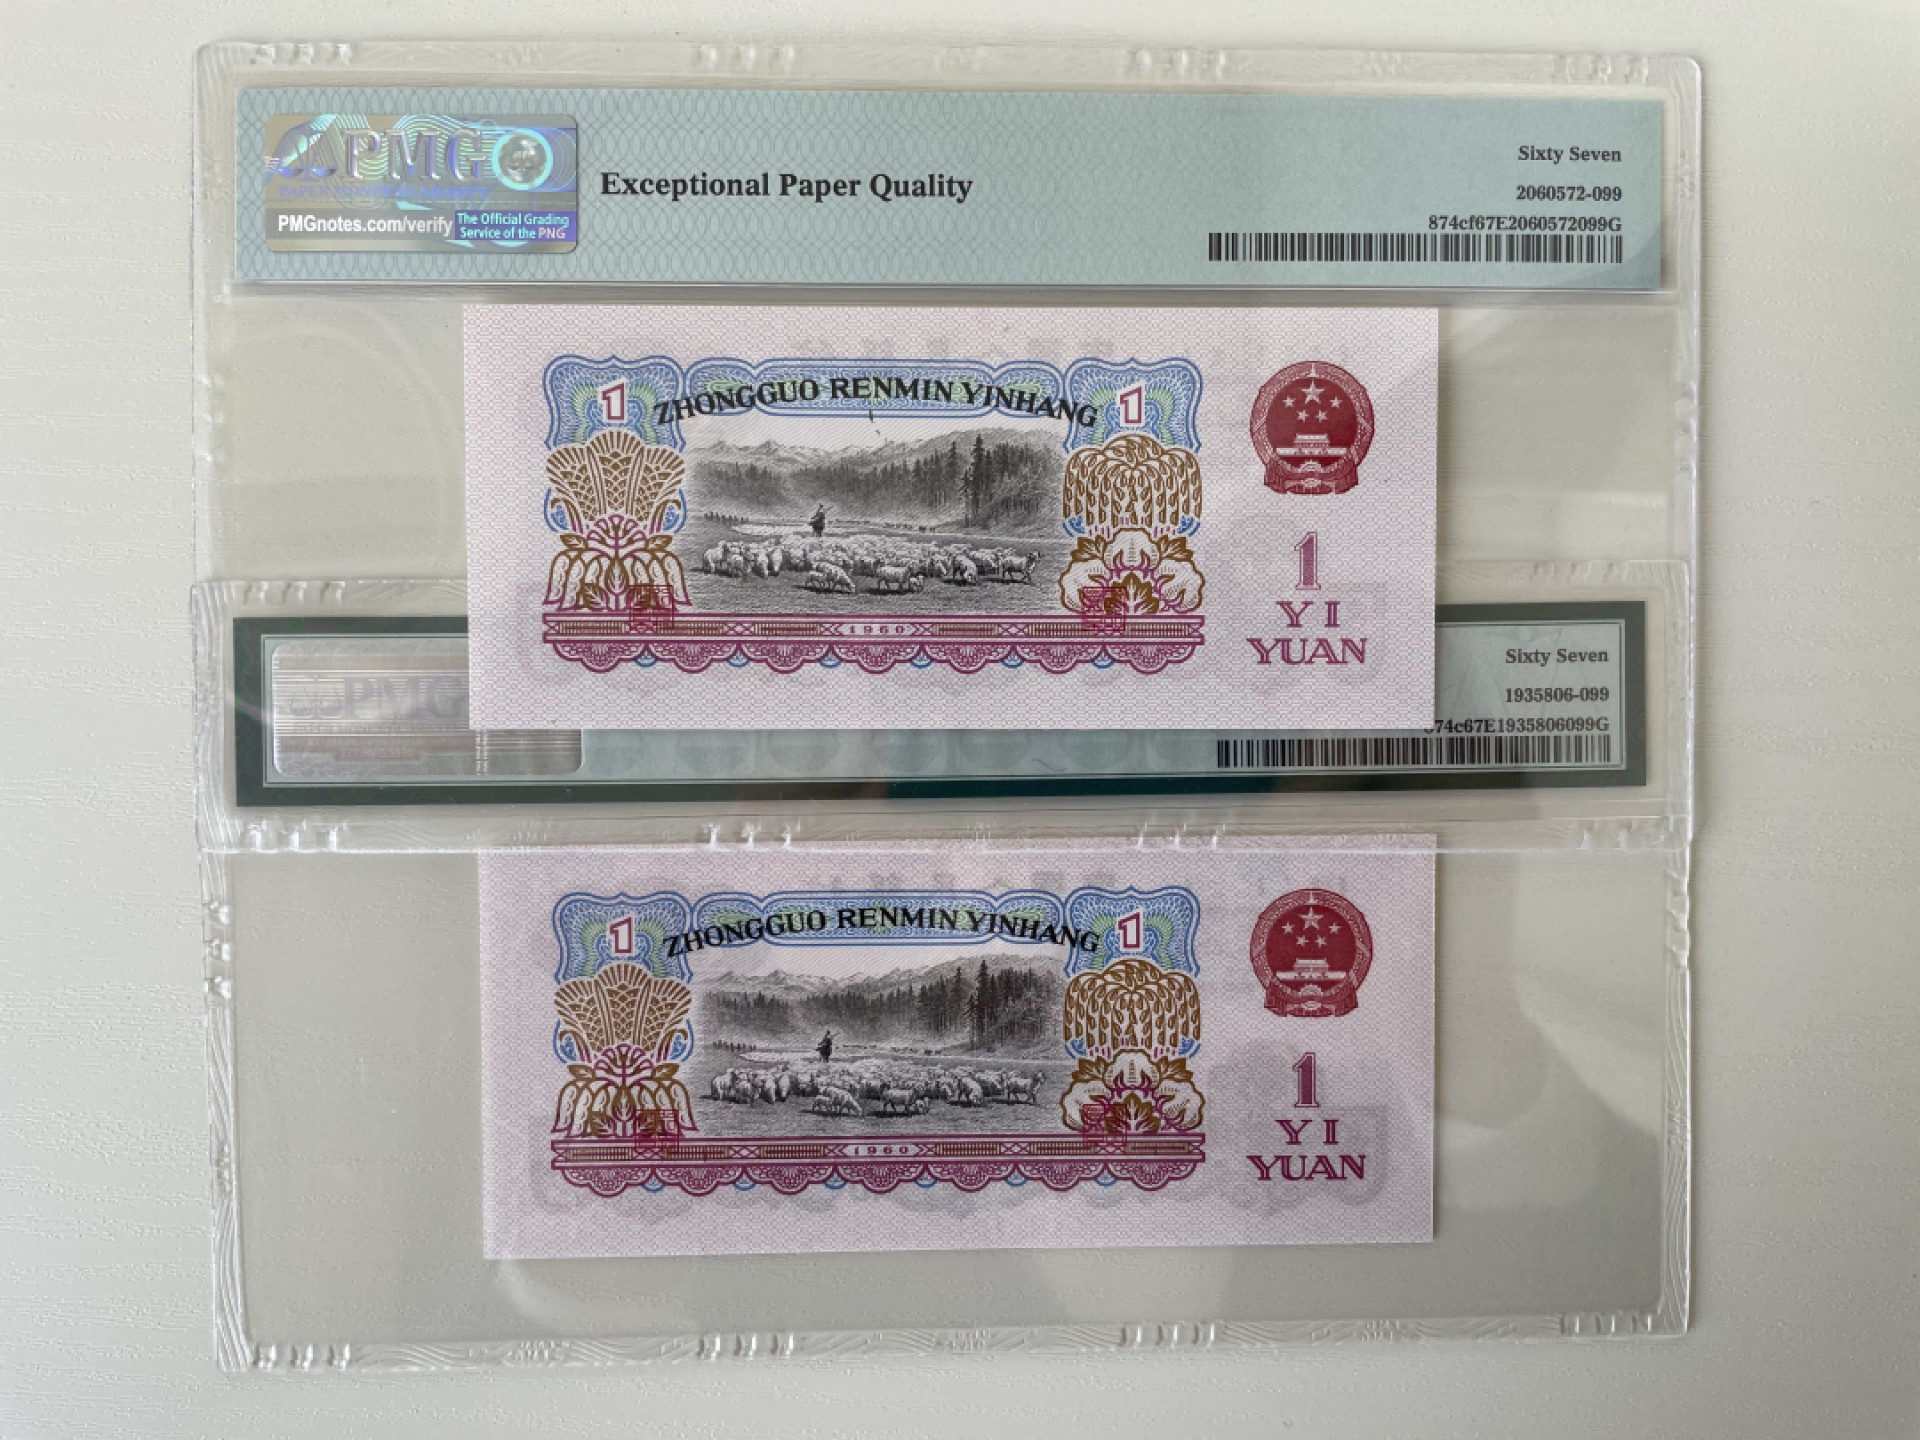 PMG
PMGnotes.com/verify
The Official Grading
Service of the PNG
Exceptional Paper Quality
Sixty Seven
2060572-099
874cf67E2060572099G
1
ZHONGGUO RENMIN YINHANG
1
1960
1
YI
YUAN
PMG
Sixty Seven
1935806-099
74c67E1935806099G
1
ZHONGGUO RENMIN YINHANG
1
1960
1
YI
YUAN